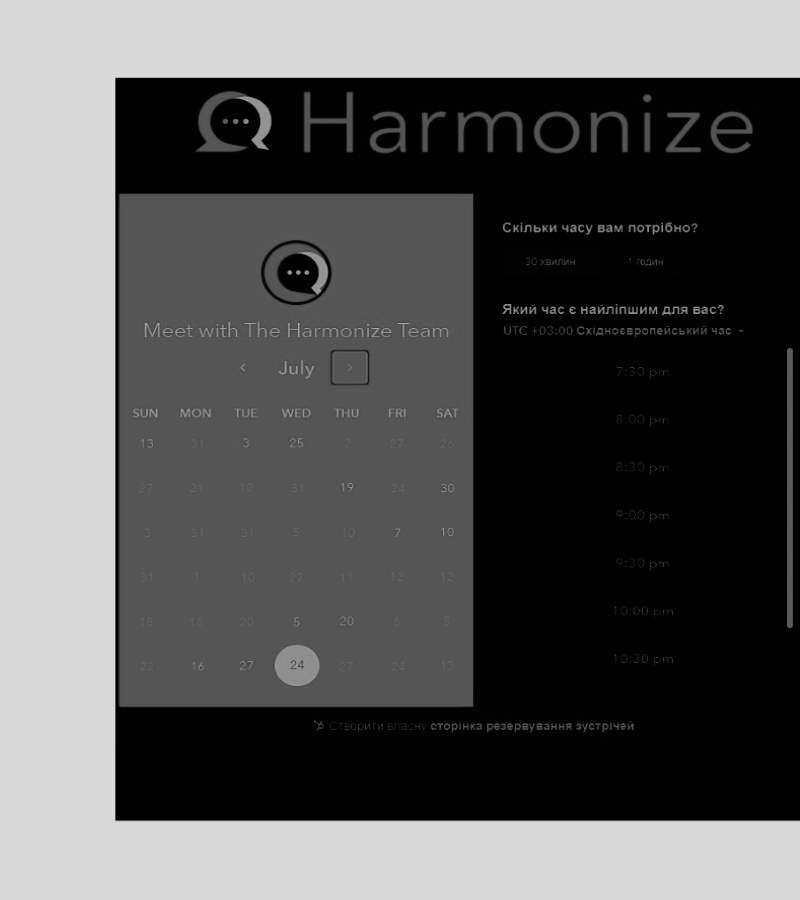 Harmonize
Meet with The Harmonize Team
‹ July ›
SUN MON TUE WED THU FRI SAT
13 31 3 25 2 27 26
27 21 12 31 19 24 30
3 31 31 5 10 7 10
31 1 10 27 11 12 12
18 18 20 5 20 6 5
22 16 27 24 27 24 13
Скільки часу вам потрібно?
30 хвилин 1 годин
Який час є найліпшим для вас?
UTC +03:00 Східноєвропейський час
7:30 pm
8:00 pm
8:30 pm
9:00 pm
9:30 pm
10:00 pm
10:30 pm
Створити власну сторінка резервування зустрічей